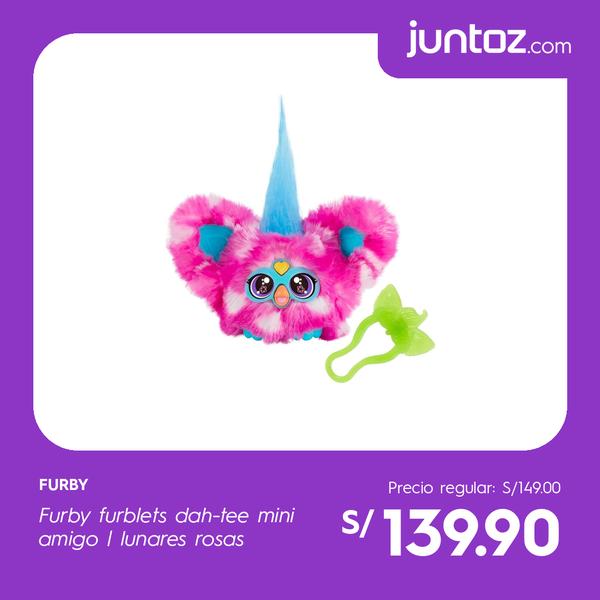 juntoz.com
FURBY
Furby furblets dah-tee mini
amigo | lunares rosas
Precio regular: S/149.00
S/139.90